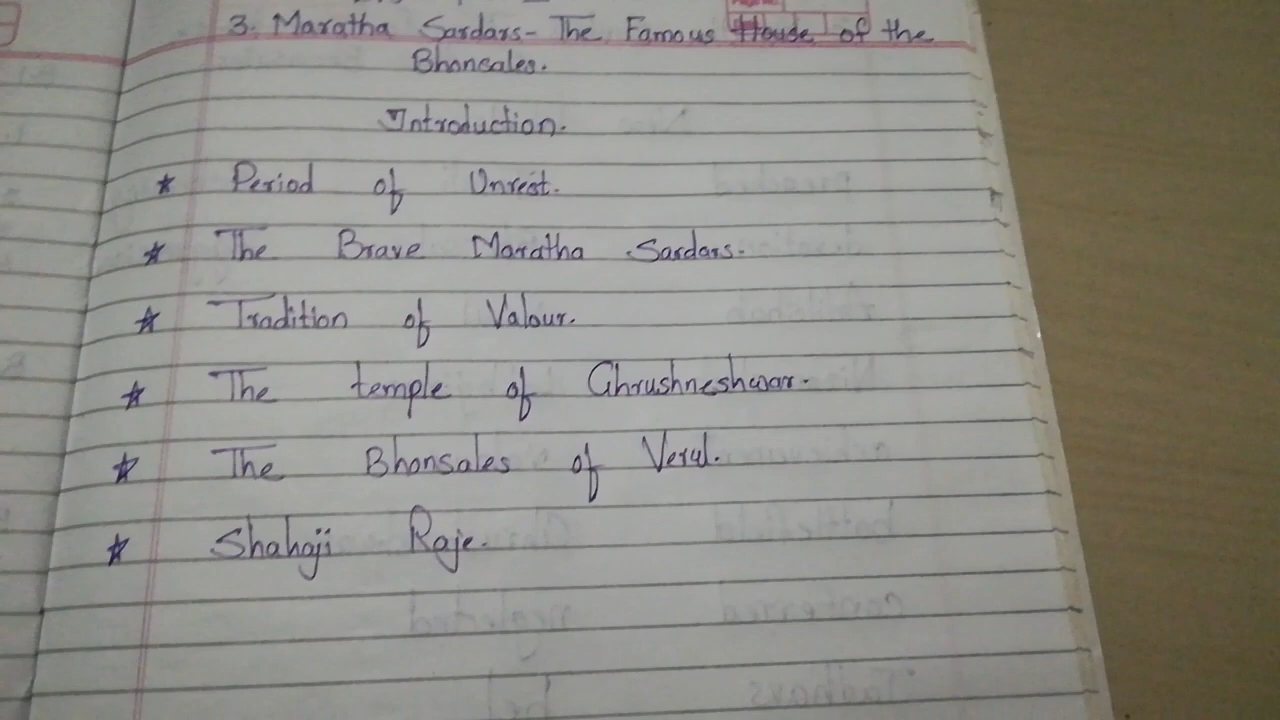 3. Maratha Sardars- The Famous House of the
Bhonsales.
Introduction.
★ Period of Unrest.
★ The Brave Maratha Sardars.
★ Tradition of Valour.
★ The temple of Ghrushneshwar.
★ The Bhonsales of Verul.
★ Shahaji Raje.